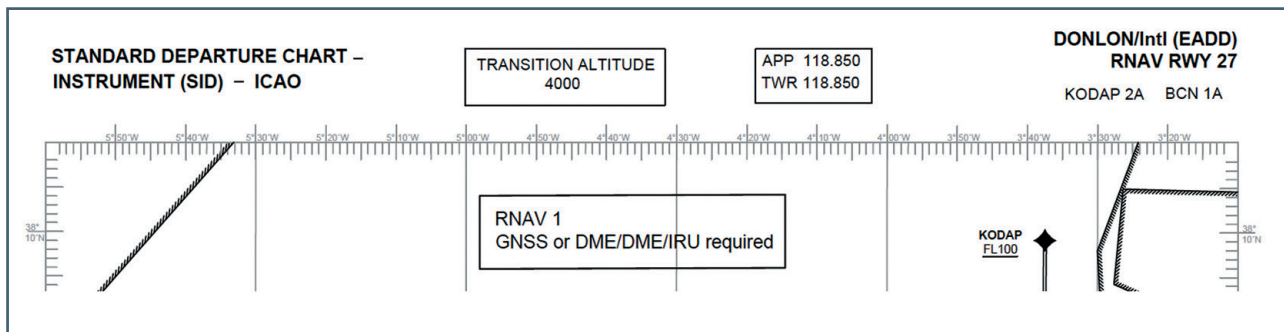 STANDARD DEPARTURE CHART –
INSTRUMENT (SID) – ICAO
TRANSITION ALTITUDE
4000
APP 118.850
TWR 118.850
DONLON/Intl (EADD)
RNAV RWY 27
KODAP 2A BCN 1A
5°50'W 5°40'W 5°30'W 5°20'W 5°10'W 5°00'W 4°50'W 4°40'W 4°30'W 4°20'W 4°10'W 4°00'W 3°50'W 3°40'W 3°30'W 3°20'W
RNAV 1
GNSS or DME/DME/IRU required
38°
10'N
KODAP
FL100
38°
10'N